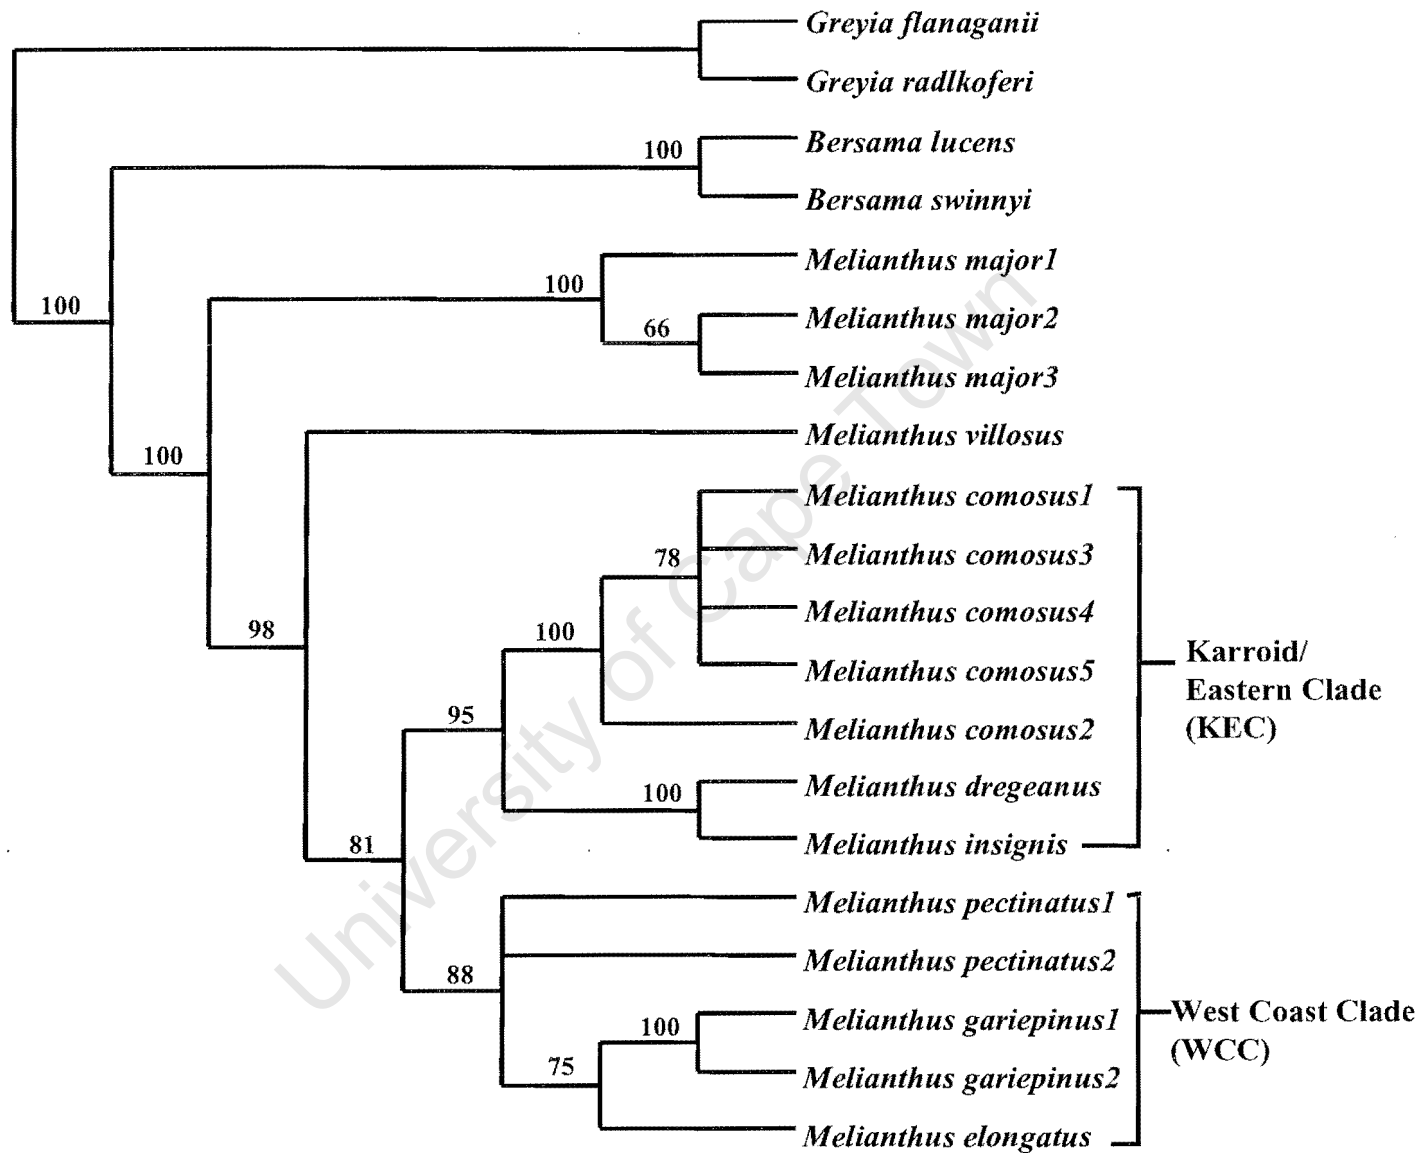 Greyia flanaganii
Greyia radlkoferi
100
Bersama lucens
Bersama swinnyi
Melianthus major1
100
100
Melianthus major2
66
Melianthus major3
Melianthus villosus
100
Melianthus comosus1
Melianthus comosus3
78
Melianthus comosus4
98
100
Melianthus comosus5
Karroid/
Eastern Clade
(KEC)
95
Melianthus comosus2
Melianthus dregeanus
100
Melianthus insignis
81
Melianthus pectinatus1
Melianthus pectinatus2
88
Melianthus gariepinus1
West Coast Clade
(WCC)
100
Melianthus gariepinus2
75
Melianthus elongatus
University of Cape Town